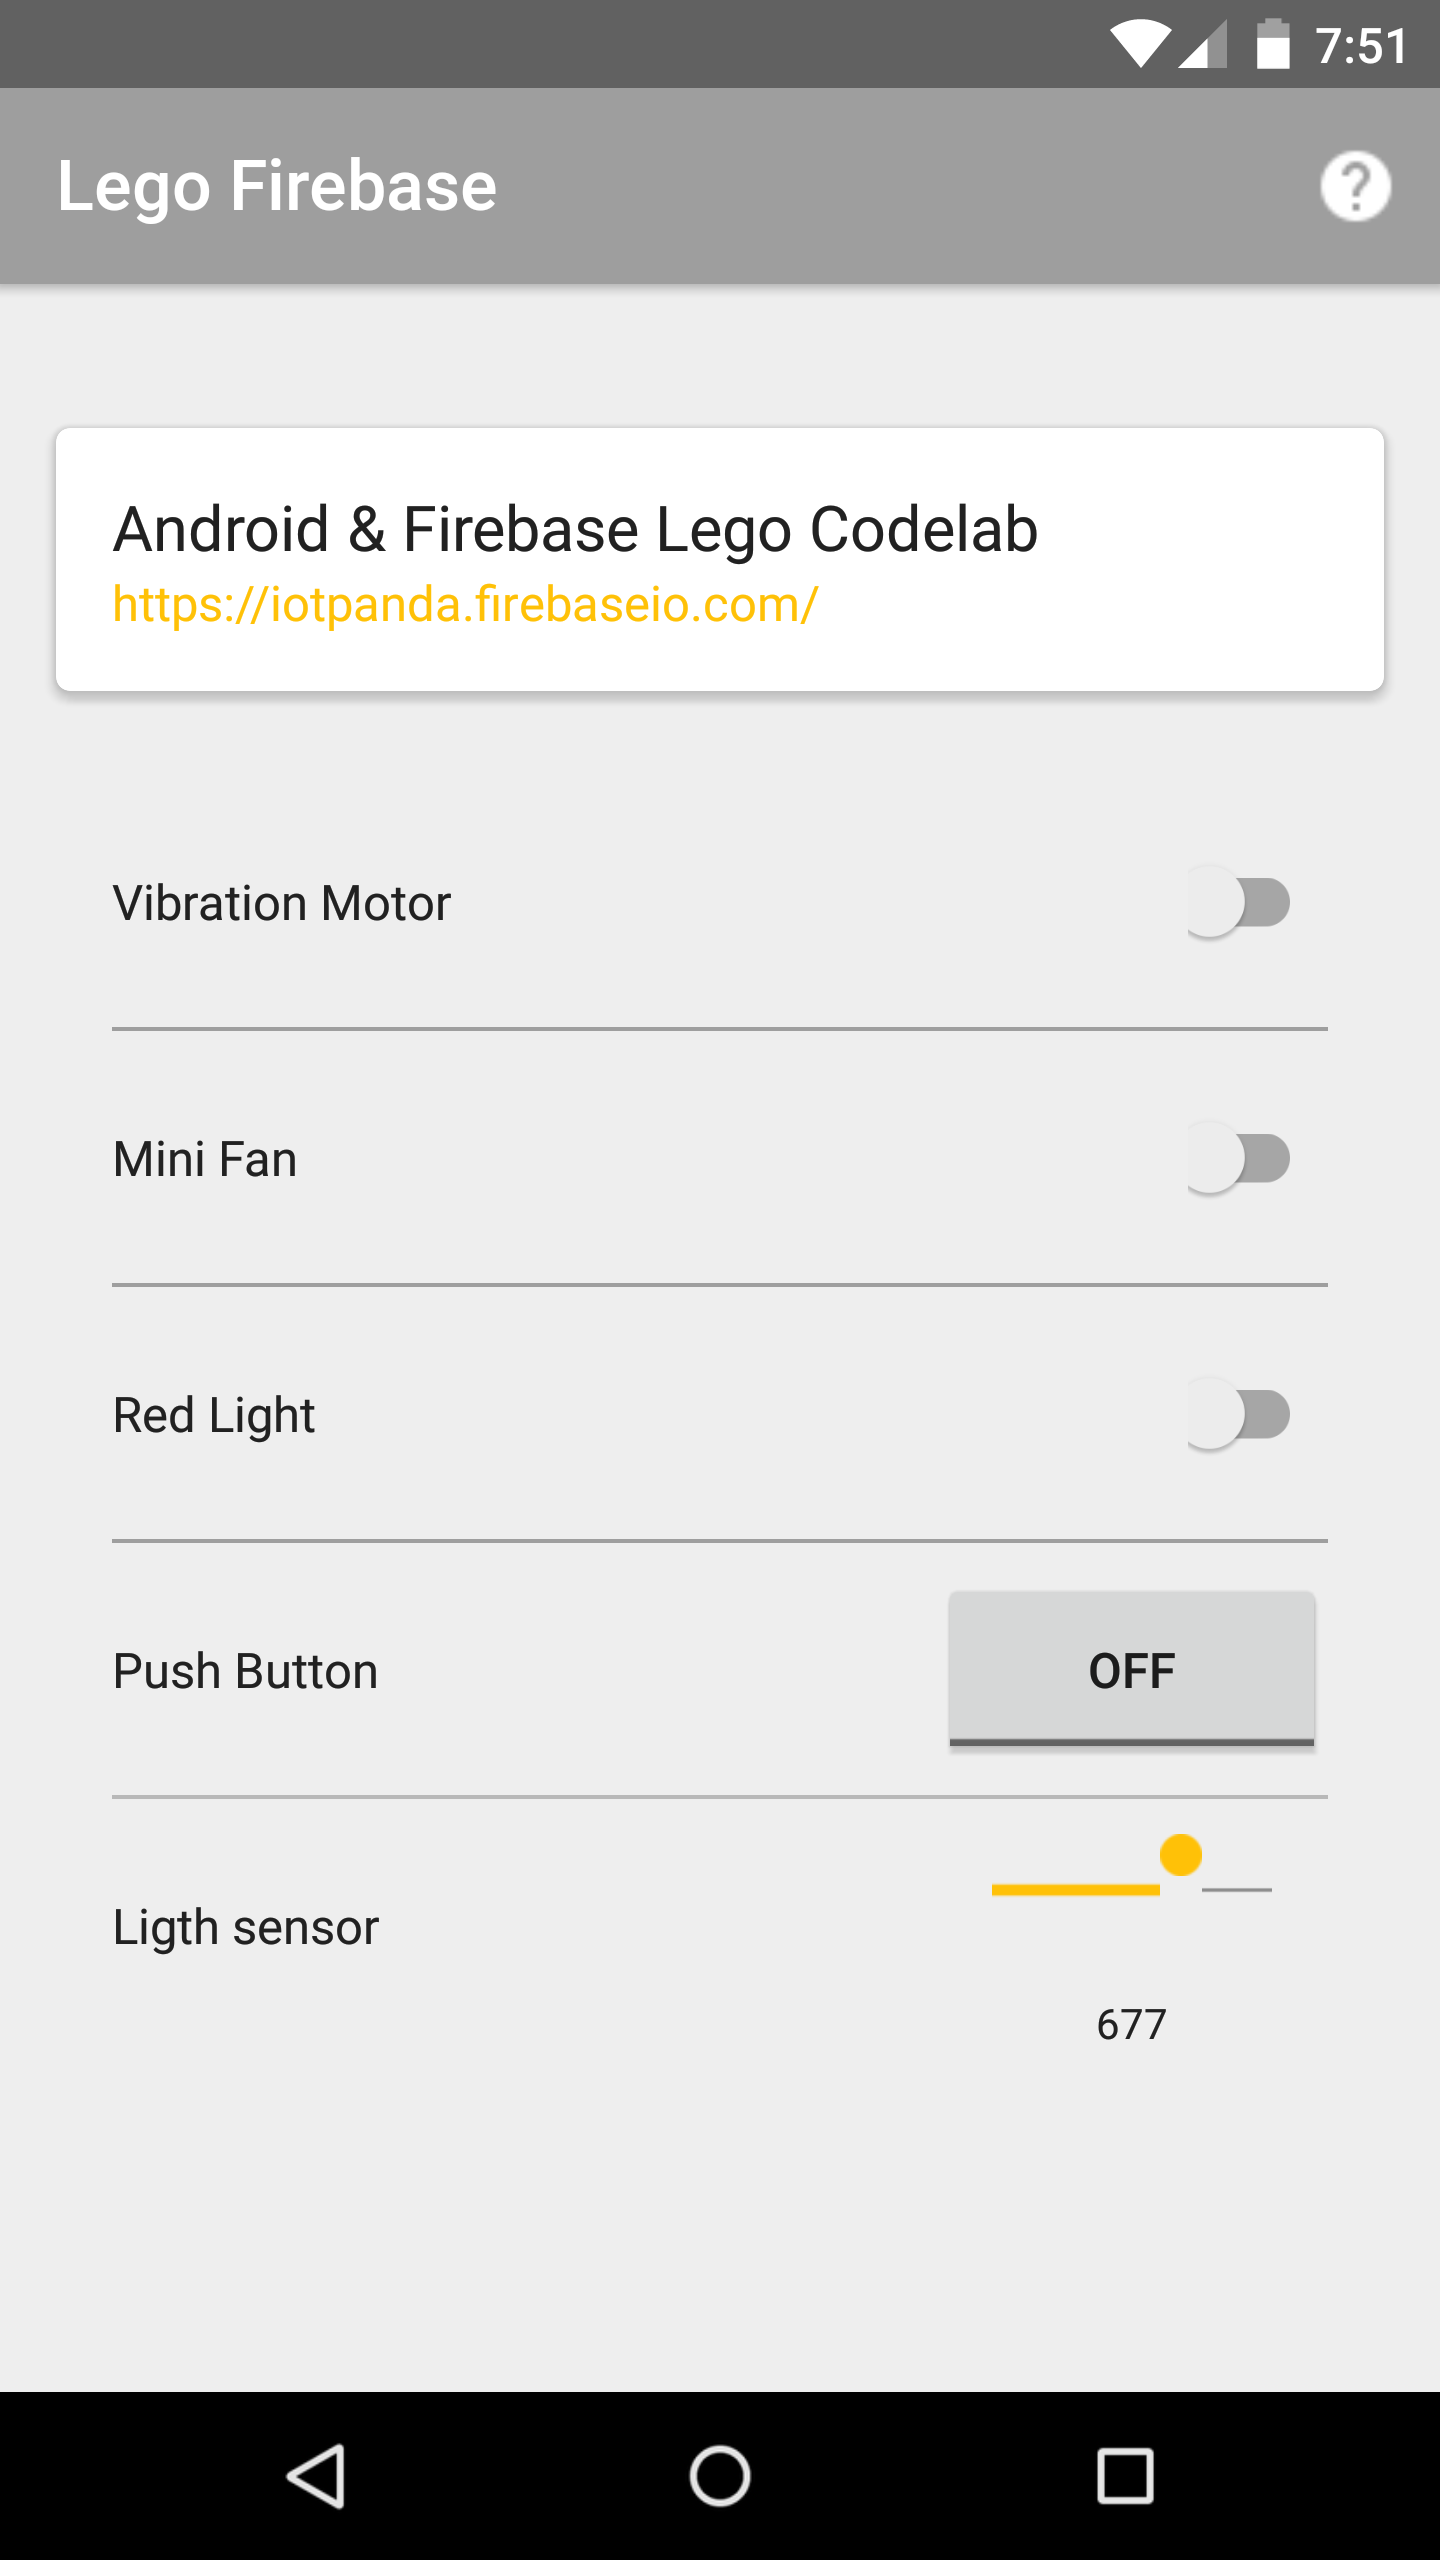 7:51
Lego Firebase
Android & Firebase Lego Codelab
https://iotpanda.firebaseio.com/
Vibration Motor
Mini Fan
Red Light
Push Button
OFF
Ligth sensor
677